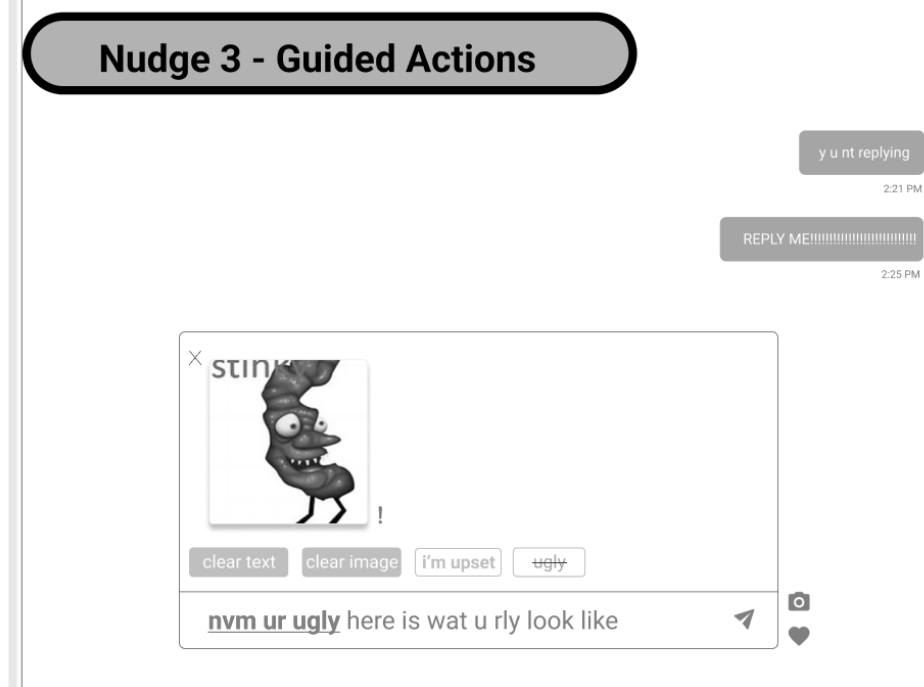 Nudge 3 - Guided Actions
y u nt replying
2:21 PM
REPLY ME!!!!!!!!!!!!!!!!!!!!!!!!!!!!
2:25 PM
X
stinky
!
clear text clear image i'm upset ugly
nvm ur ugly here is wat u rly look like